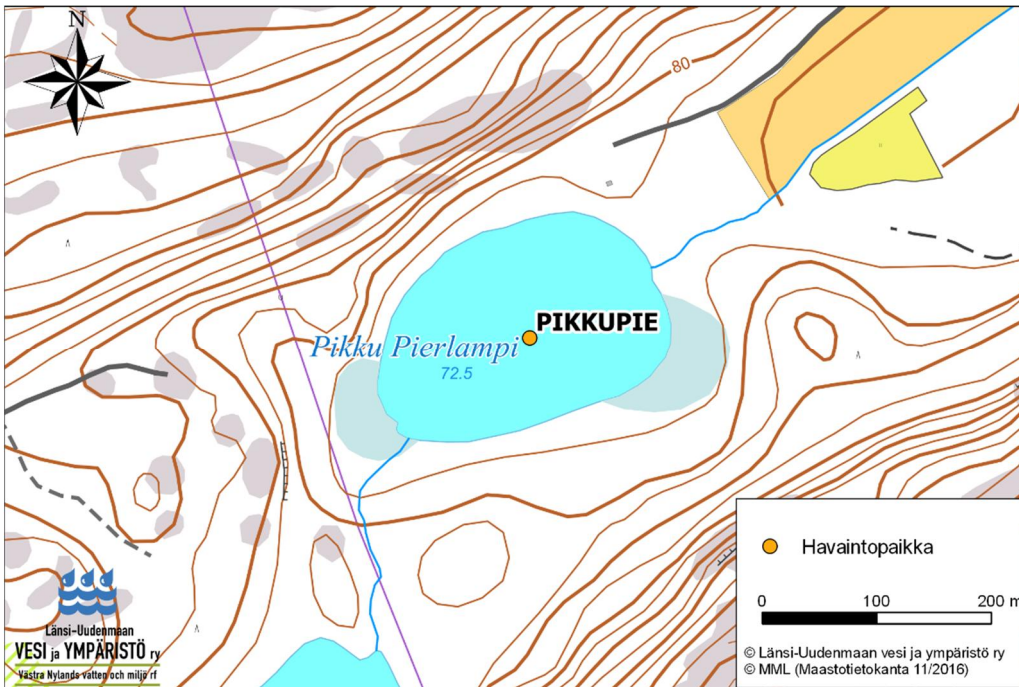 N
80
PIKKUPIE
Pikku Pierlampi
72.5
Havaintopaikka
0 100 200 m
© Länsi-Uudenmaan vesi ja ympäristö ry
© MML (Maastotietokanta 11/2016)
Länsi-Uudenmaan
VESI ja YMPÄRISTÖ ry
Västra Nylands vatten och miljö rf